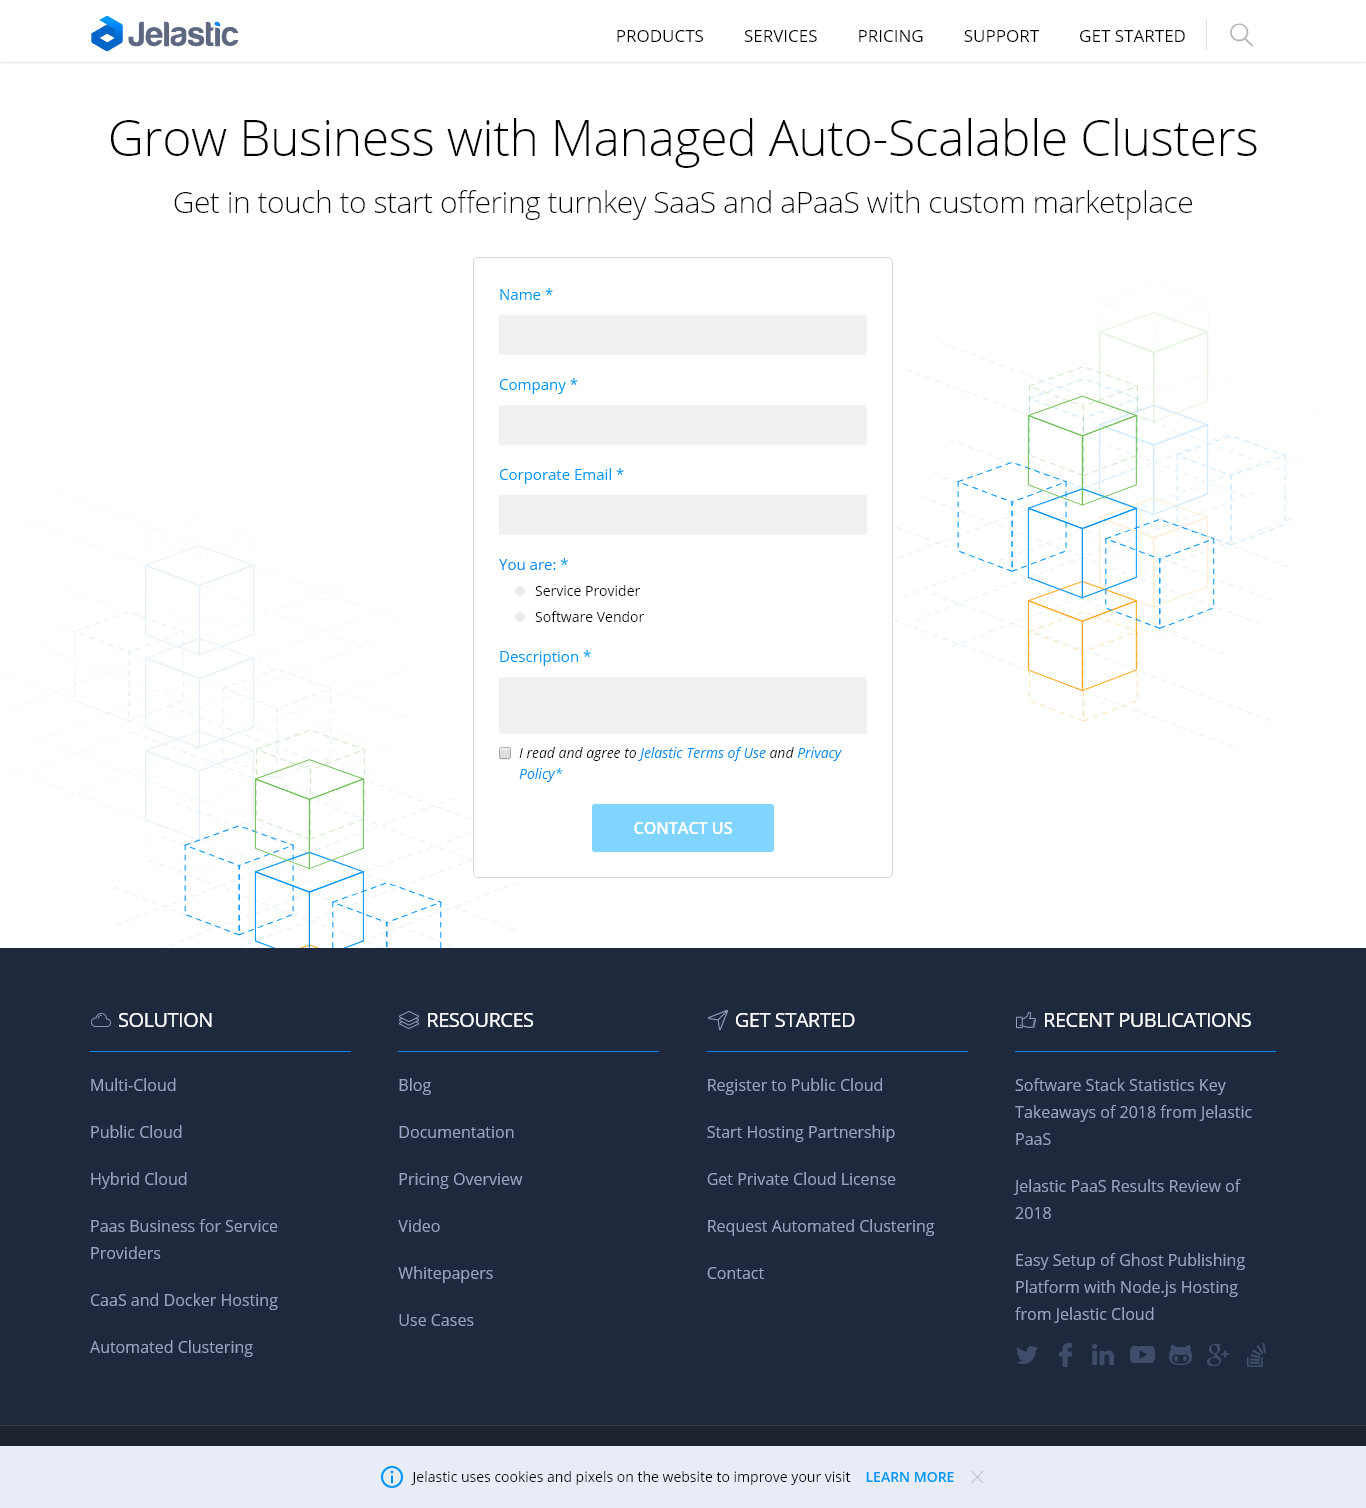 Jelastic
PRODUCTS SERVICES PRICING SUPPORT GET STARTED
Grow Business with Managed Auto-Scalable Clusters
Get in touch to start offering turnkey SaaS and aPaaS with custom marketplace
Name *
Company *
Corporate Email *
You are: *
Service Provider
Software Vendor
Description *
I read and agree to Jelastic Terms of Use and Privacy
Policy*
CONTACT US
SOLUTION
Multi-Cloud
Public Cloud
Hybrid Cloud
Paas Business for Service
Providers
CaaS and Docker Hosting
Automated Clustering
RESOURCES
Blog
Documentation
Pricing Overview
Video
Whitepapers
Use Cases
GET STARTED
Register to Public Cloud
Start Hosting Partnership
Get Private Cloud License
Request Automated Clustering
Contact
RECENT PUBLICATIONS
Software Stack Statistics Key
Takeaways of 2018 from Jelastic
PaaS
Jelastic PaaS Results Review of
2018
Easy Setup of Ghost Publishing
Platform with Node.js Hosting
from Jelastic Cloud
Jelastic uses cookies and pixels on the website to improve your visit LEARN MORE